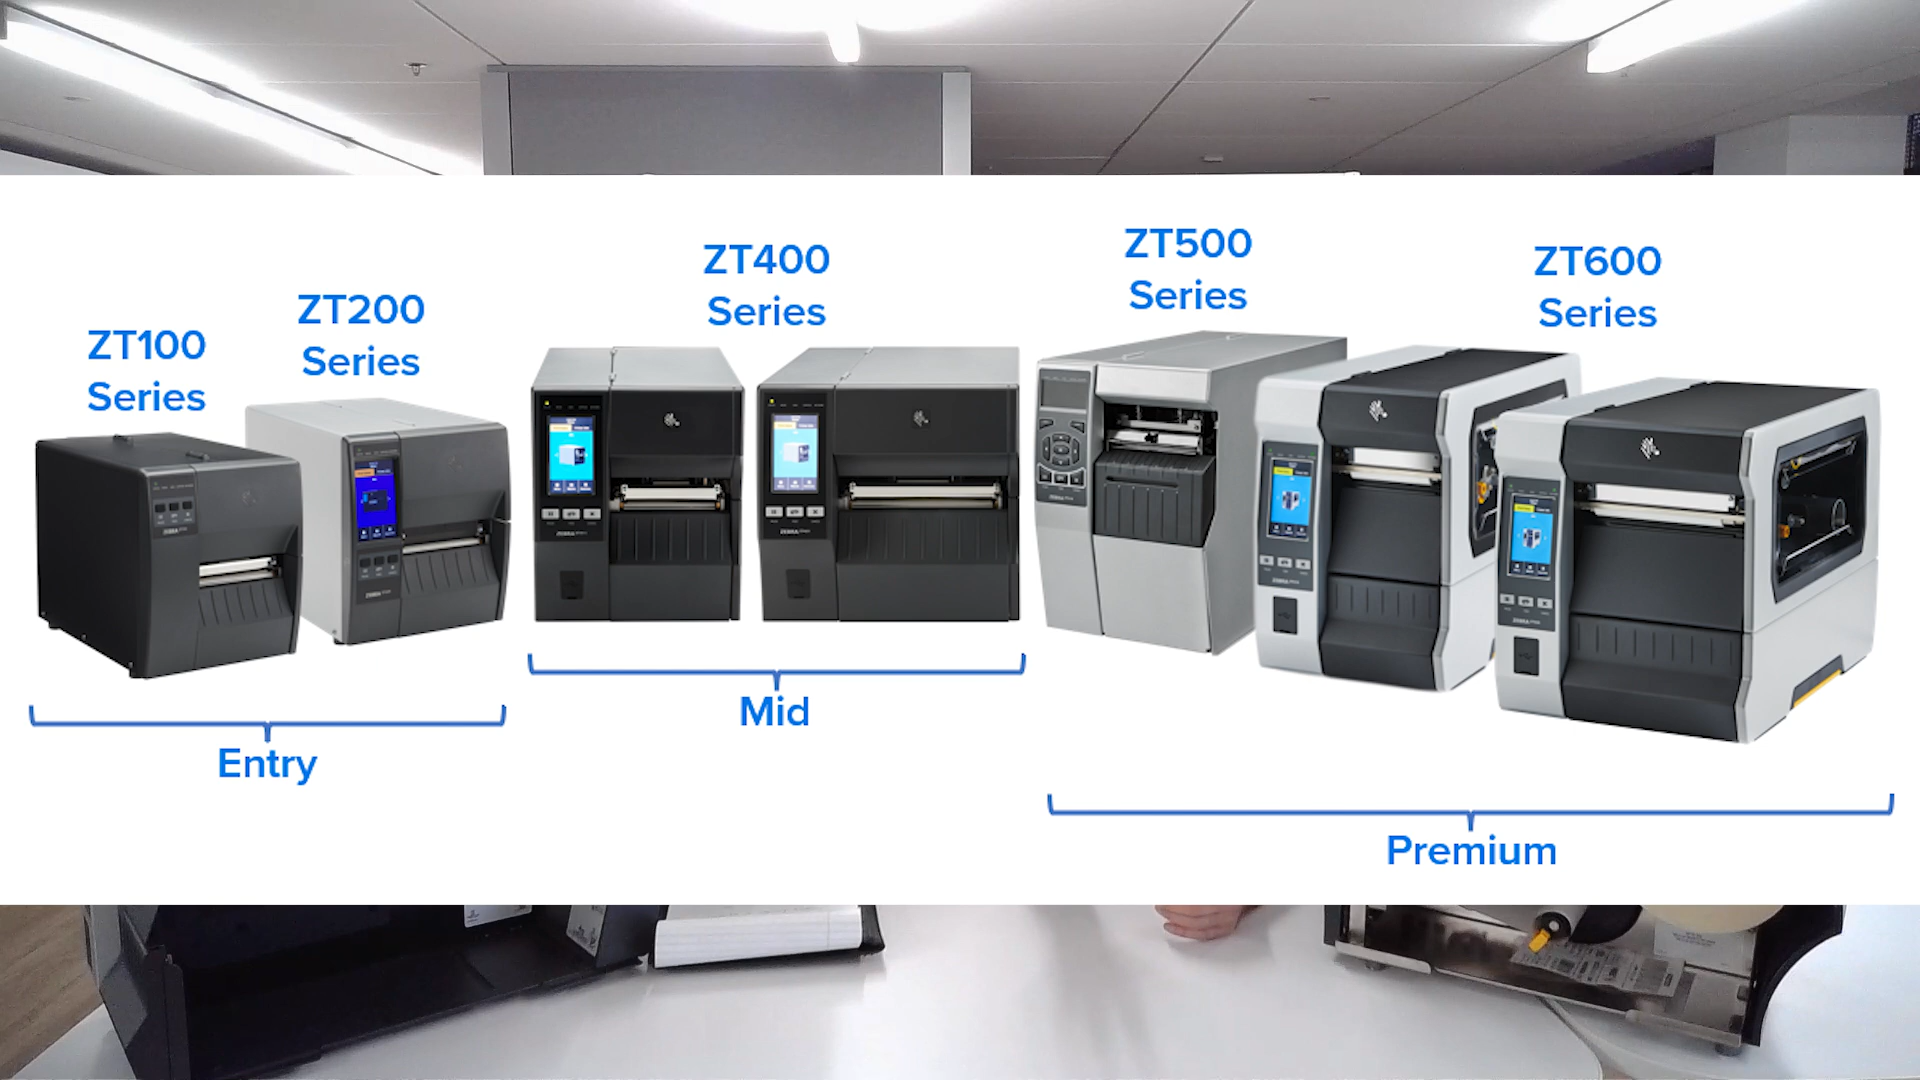 ZT100
Series
ZT200
Series
ZT400
Series
ZT500
Series
ZT600
Series
Entry
Mid
Premium